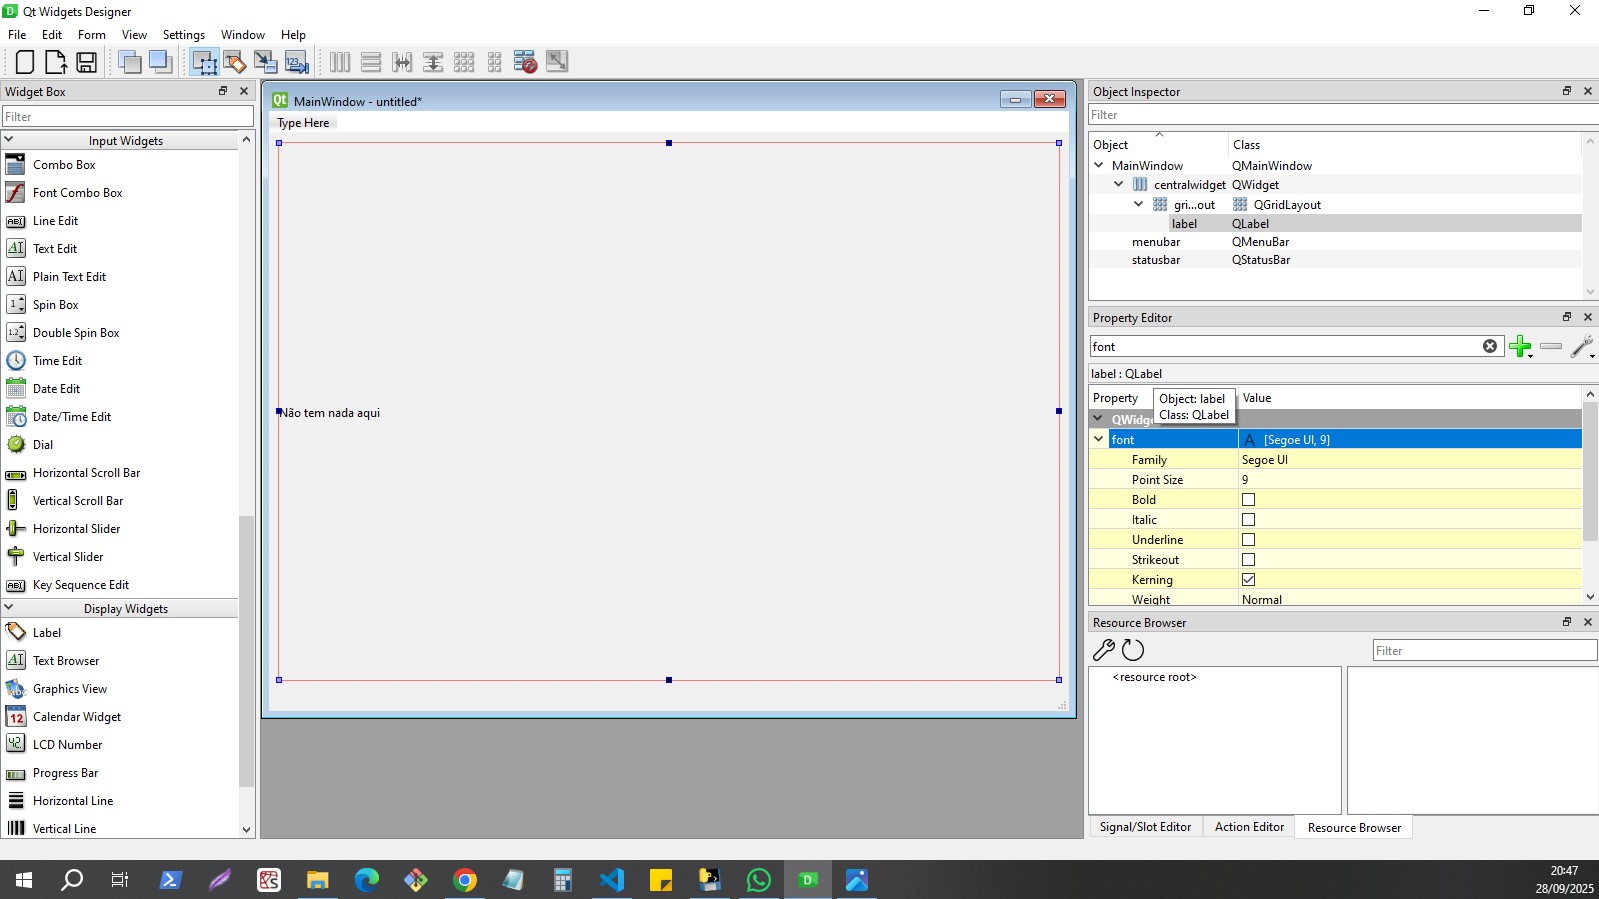 Qt Widgets Designer
File Edit Form View Settings Window Help
Widget Box
Filter
Input Widgets
Combo Box
Font Combo Box
Line Edit
Text Edit
Plain Text Edit
Spin Box
Double Spin Box
Time Edit
Date Edit
Date/Time Edit
Dial
Horizontal Scroll Bar
Vertical Scroll Bar
Horizontal Slider
Vertical Slider
Key Sequence Edit
Display Widgets
Label
Text Browser
Graphics View
Calendar Widget
LCD Number
Progress Bar
Horizontal Line
Vertical Line
MainWindow - untitled*
Type Here
Não tem nada aqui
Object Inspector
Filter
Object Class
MainWindow QMainWindow
centralwidget QWidget
gri...out QGridLayout
label QLabel
menubar QMenuBar
statusbar QStatusBar
Property Editor
font
label : QLabel
Property Value
Object: label
Class: QLabel
QWidg
font A [Segoe UI, 9]
Family Segoe UI
Point Size 9
Bold
Italic
Underline
Strikeout
Kerning
Weight Normal
Resource Browser
Filter
<resource root>
Signal/Slot Editor Action Editor Resource Browser
20:47
28/09/2025